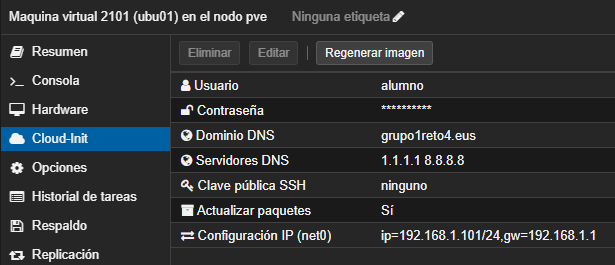 Maquina virtual 2101 (ubu01) en el nodo pve Ninguna etiqueta
Resumen
Consola
Hardware
Cloud-Init
Opciones
Historial de tareas
Respaldo
Replicación
Eliminar Editar Regenerar imagen
Usuario alumno
Contraseña **********
Dominio DNS grupo1reto4.eus
Servidores DNS 1.1.1.1 8.8.8.8
Clave pública SSH ninguno
Actualizar paquetes Sí
Configuración IP (net0) ip=192.168.1.101/24,gw=192.168.1.1